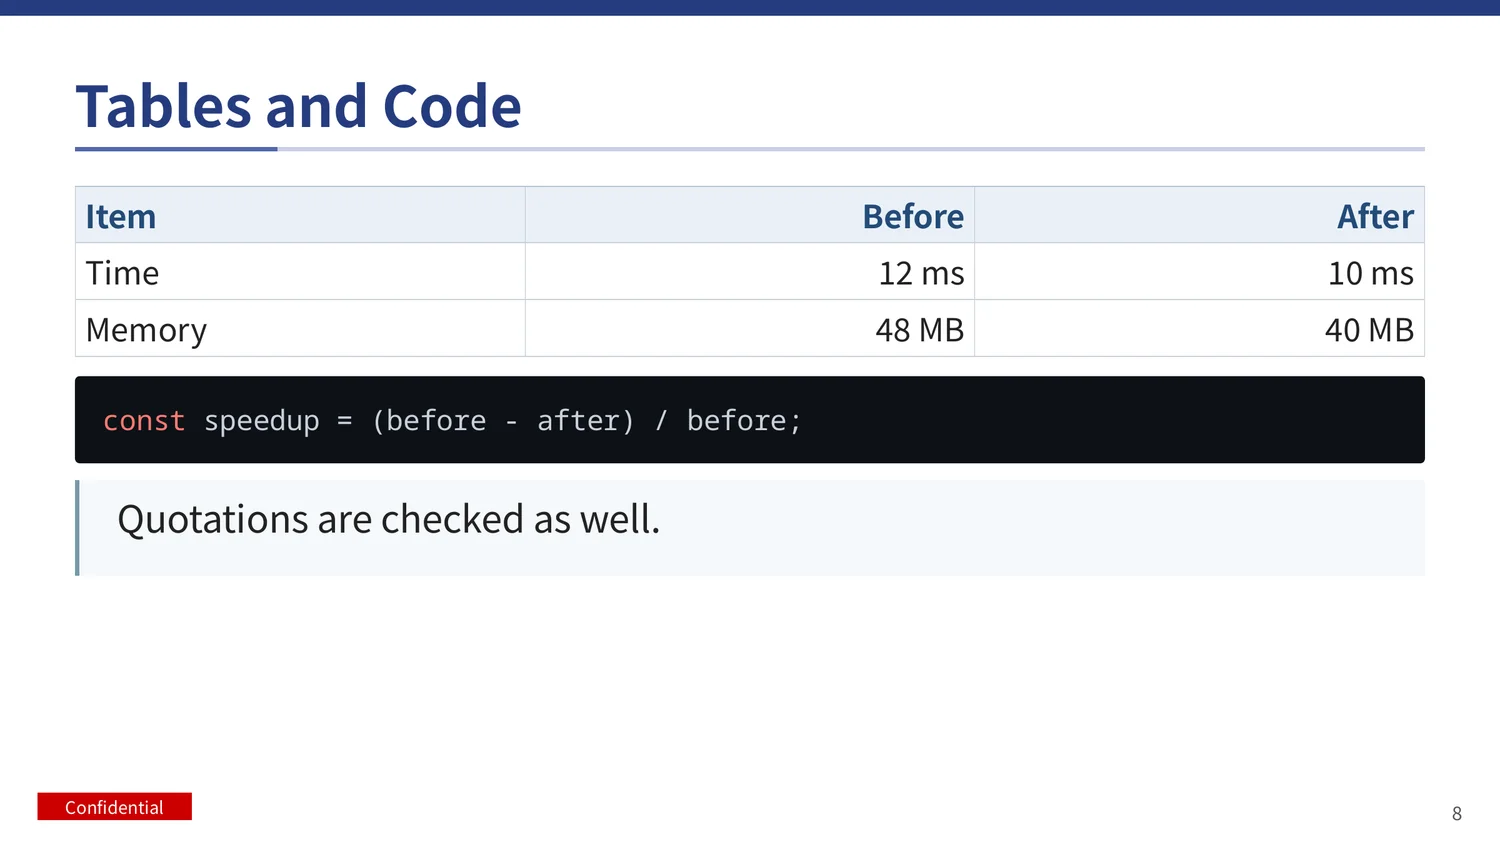 Tables and Code
Item Before After
Time 12 ms 10 ms
Memory 48 MB 40 MB
const speedup = (before - after) / before;
Quotations are checked as well.
Confidential
8